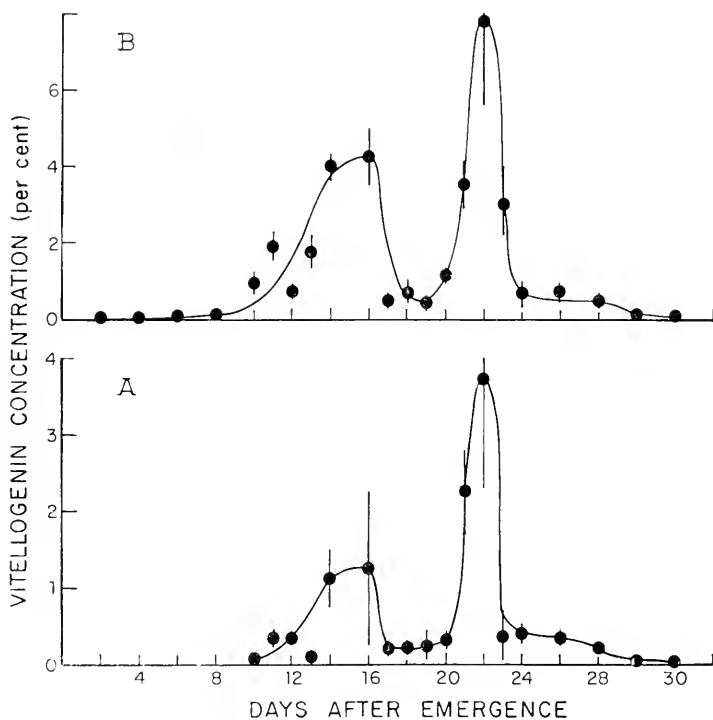 B
6
4
2
0
VITELLOGENIN CONCENTRATION (per cent)
A
4
3
2
1
0
4 8 12 16 20 24 28 30
DAYS AFTER EMERGENCE